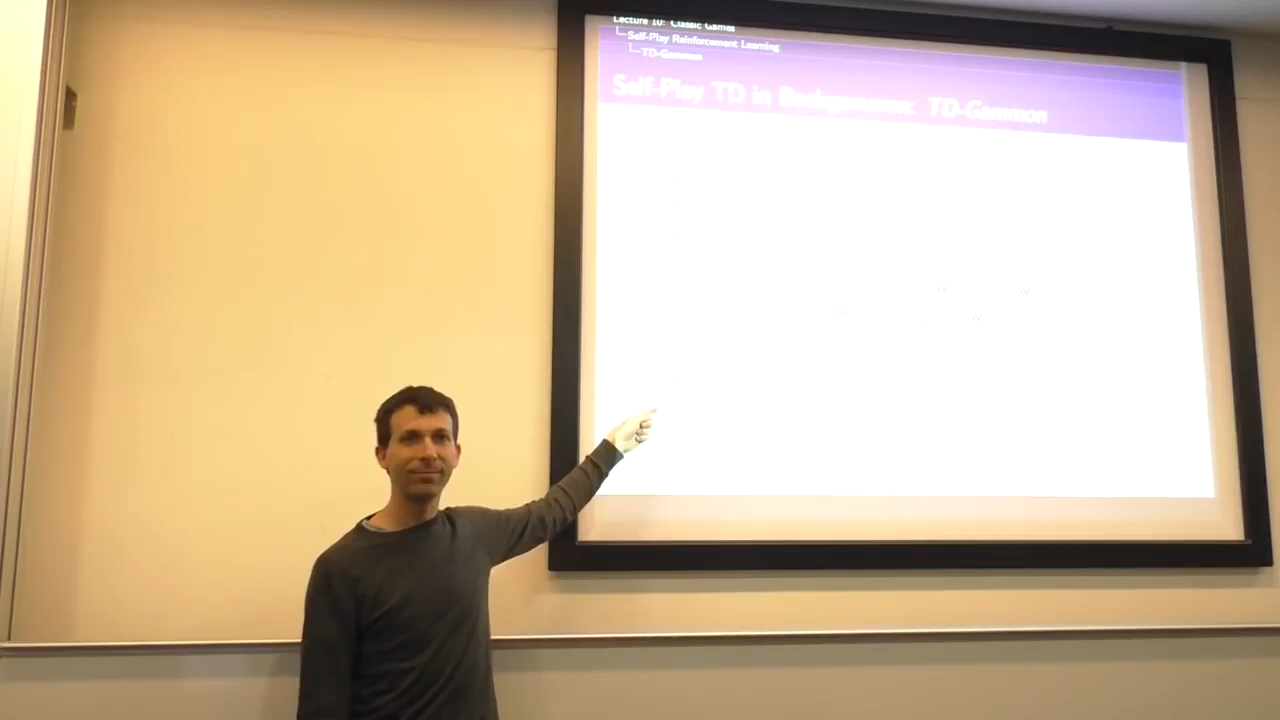 Lecture 10: Classic Games
Self-Play Reinforcement Learning
TD-Gammon
Self-Play TD in Backgammon: TD-Gammon